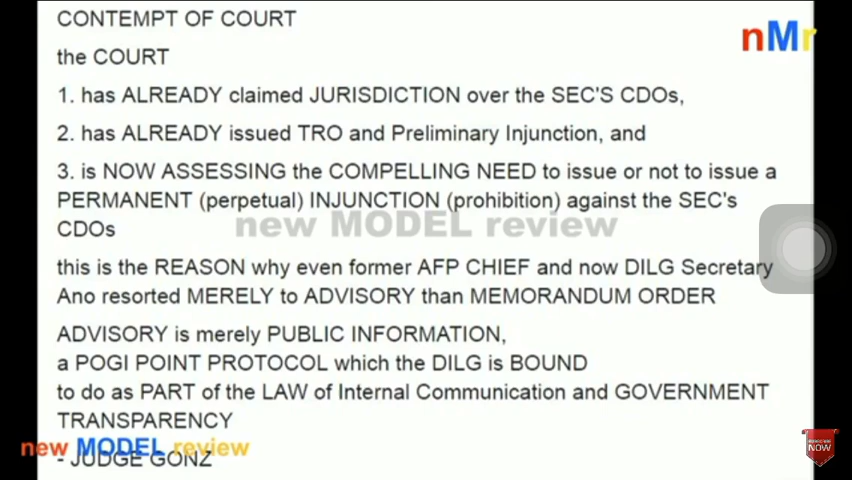 CONTEMPT OF COURT
nMr
the COURT
1. has ALREADY claimed JURISDICTION over the SEC'S CDOs,
2. has ALREADY issued TRO and Preliminary Injunction, and
3. is NOW ASSESSING the COMPELLING NEED to issue or not to issue a
PERMANENT (perpetual) INJUNCTION (prohibition) against the SEC's
CDOs
new MODEL review
this is the REASON why even former AFP CHIEF and now DILG Secretary
Ano resorted MERELY to ADVISORY than MEMORANDUM ORDER
ADVISORY is merely PUBLIC INFORMATION,
a POGI POINT PROTOCOL which the DILG is BOUND
to do as PART of the LAW of Internal Communication and GOVERNMENT
TRANSPARENCY
new MODEL review
- JUDGE GONZ
NOW